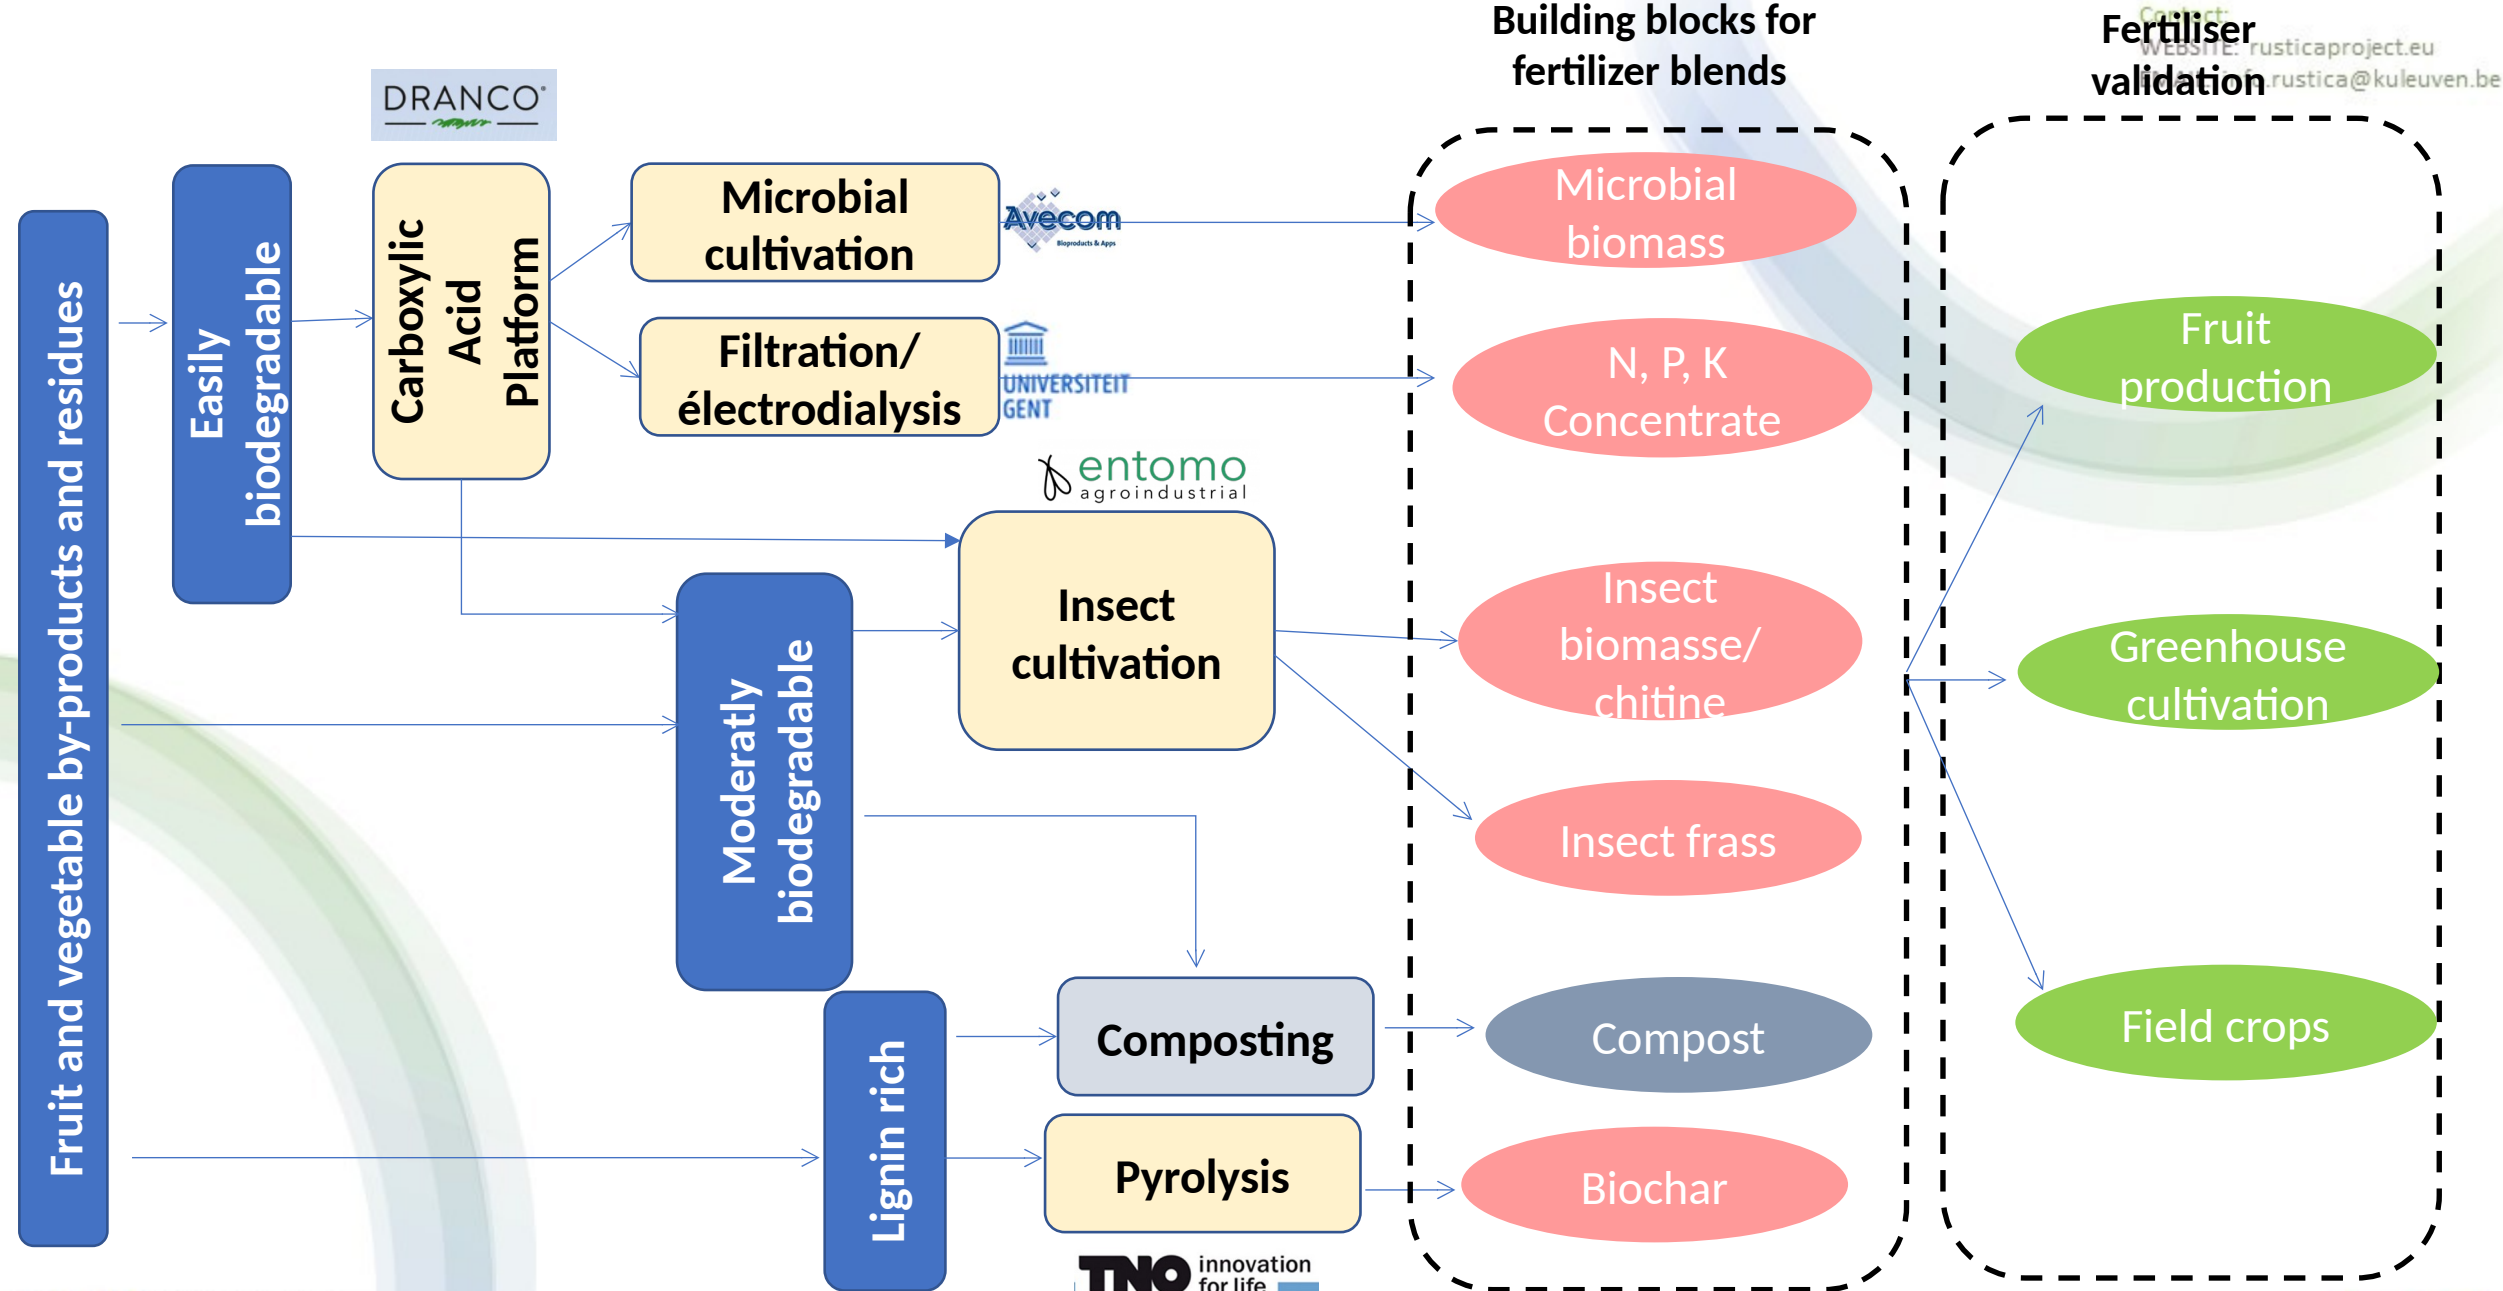 Building blocks for
fertilizer blends
Contact:
Fertiliser
WEBSITE: rusticaproject.eu
validation
.rustica@kuleuven.be
DRANCO
Fruit and vegetable by-products and residues
Easily
biodegradable
Carboxylic
Acid
Platform
Microbial
cultivation
Avecom
Bioproducts & Apps
Filtration/
électrodialysis
UNIVERSITEIT
GENT
entomo
agroindustrial
Insect
cultivation
Moderatly
biodegradable
Lignin rich
Composting
Pyrolysis
TNO innovation
for life
Microbial
biomass
N, P, K
Concentrate
Insect
biomasse/
chitine
Insect frass
Compost
Biochar
Fruit
production
Greenhouse
cultivation
Field crops